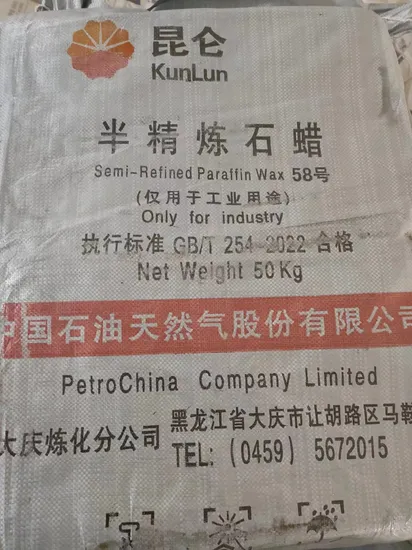 昆仑
KunLun
半精炼石蜡
Semi-Refined Paraffin Wax 58号
(仅用于工业用途)
Only for industry
执行标准 GB/T 254-2022 合格
Net Weight 50Kg
中国石油天然气股份有限公司
PetroChina Company Limited
大庆炼化分公司
黑龙江省大庆市让胡路区马鞍
TEL: (0459) 5672015